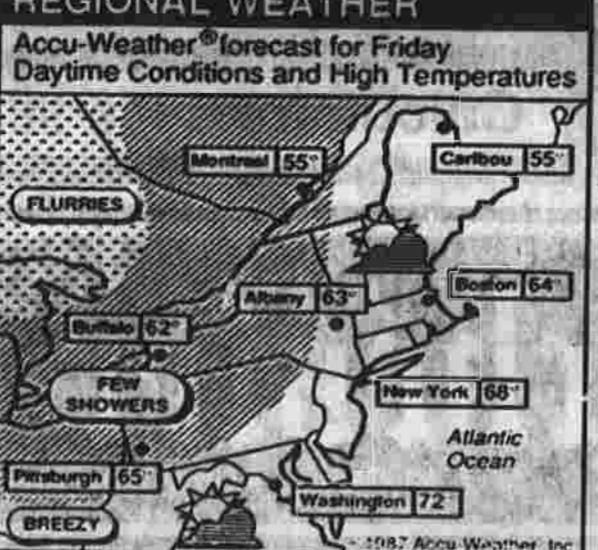 REGIONAL WEATHER
Accu-Weather® forecast for Friday
Daytime Conditions and High Temperatures
Montreal 55°
Caribou 55°
FLURRIES
Boston 64°
Albany 63°
Buffalo 62°
FEW
SHOWERS
New York 68°
Atlantic
Ocean
Pittsburgh 65°
Washington 72°
BREEZY
1987 Accu-Weather, Inc.